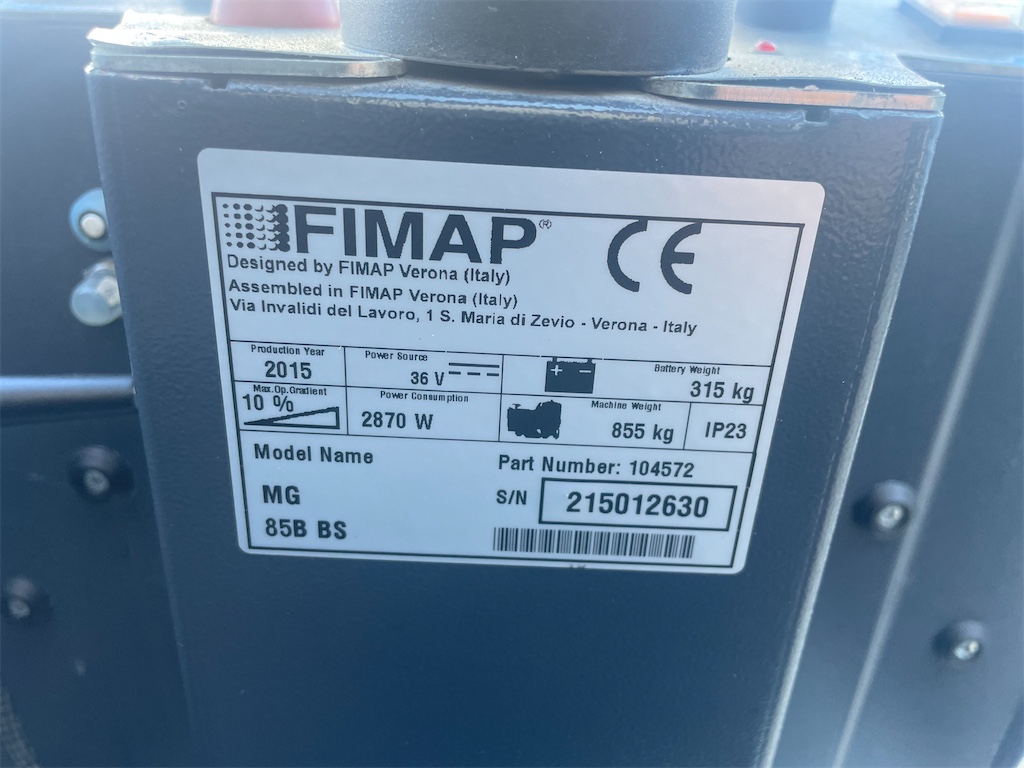 FIMAP® CE
Designed by FIMAP Verona (Italy)
Assembled in FIMAP Verona (Italy)
Via Invalidi del Lavoro, 1 S. Maria di Zevio - Verona - Italy
Production Year
2015
Power Source
36 V
Battery Weight
315 kg
Max.Op.Gradient
10 %
Power Consumption
2870 W
Machine Weight
855 kg
IP23
Model Name
MG
85B BS
Part Number: 104572
S/N 215012630